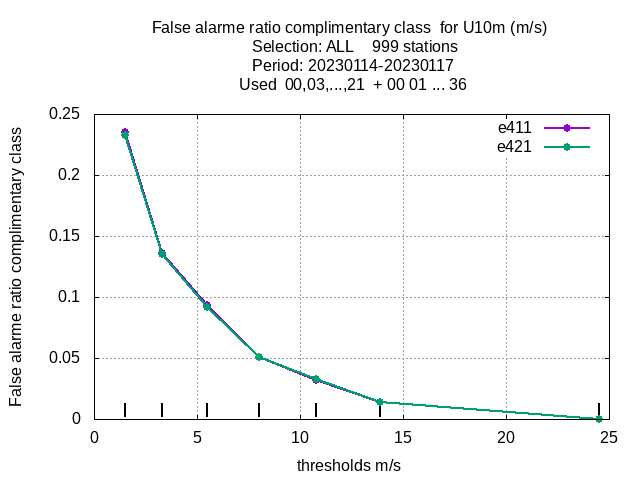 False alarme ratio complimentary class  for U10m (m/s)
Selection: ALL    999 stations
Period: 20230114-20230117
Used  00,03,...,21  + 00 01 ... 36
False alarme ratio complimentary class
0.25
0.2
0.15
0.1
0.05
0
e411
e421
0 5 10 15 20 25
thresholds m/s